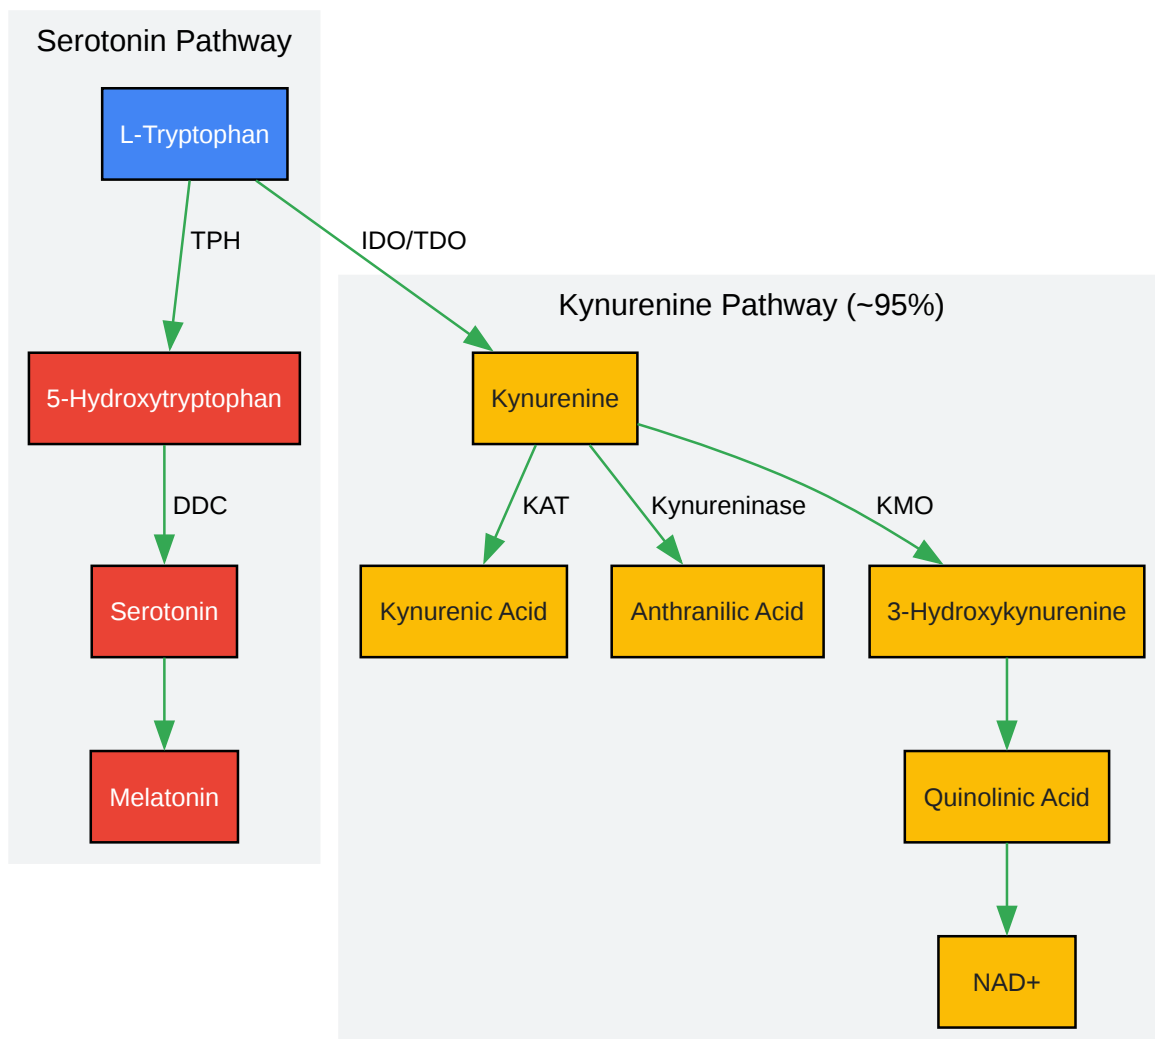 Serotonin Pathway
L-Tryptophan
TPH
IDO/TDO
Kynurenine Pathway (~95%)
5-Hydroxytryptophan
Kynurenine
DDC
KAT
Kynureninase
KMO
Serotonin
Kynurenic Acid
Anthranilic Acid
3-Hydroxykynurenine
Melatonin
Quinolinic Acid
NAD+